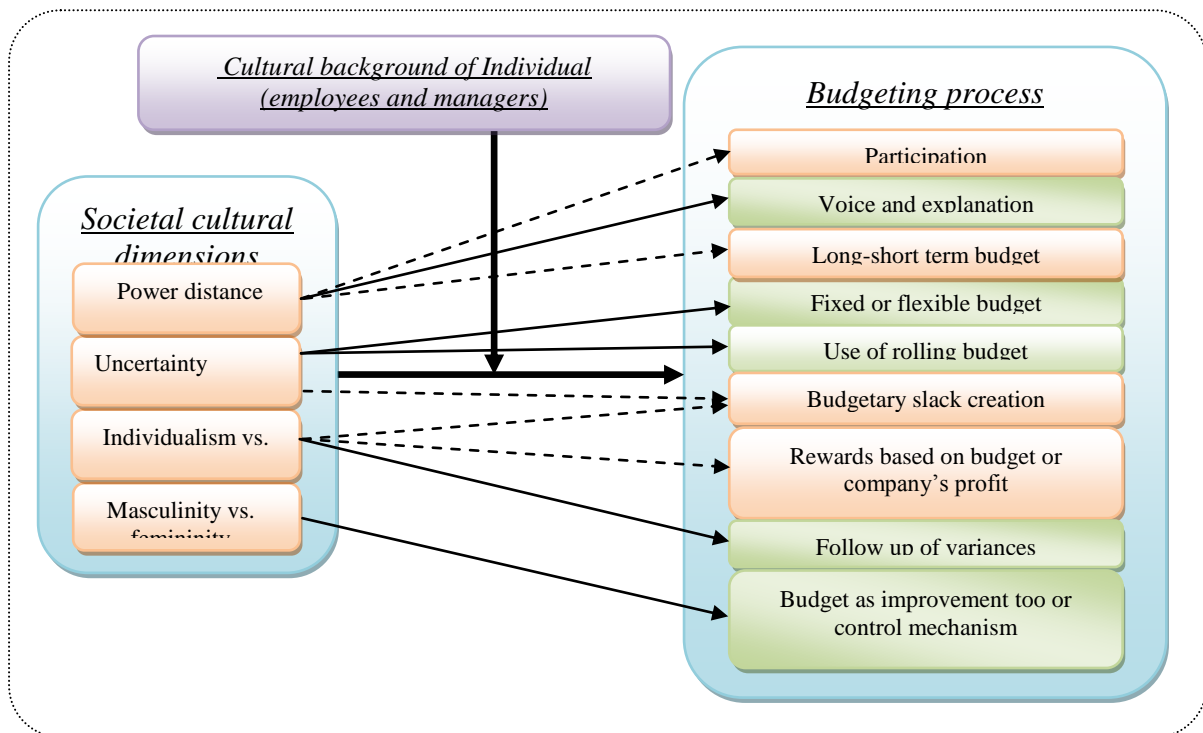 Cultural background of Individual
(employees and managers)
Budgeting process
Societal cultural
dimensions
Power distance
Uncertainty
Individualism vs.
Masculinity vs.
femininity
Participation
Voice and explanation
Long-short term budget
Fixed or flexible budget
Use of rolling budget
Budgetary slack creation
Rewards based on budget or
company’s profit
Follow up of variances
Budget as improvement too or
control mechanism